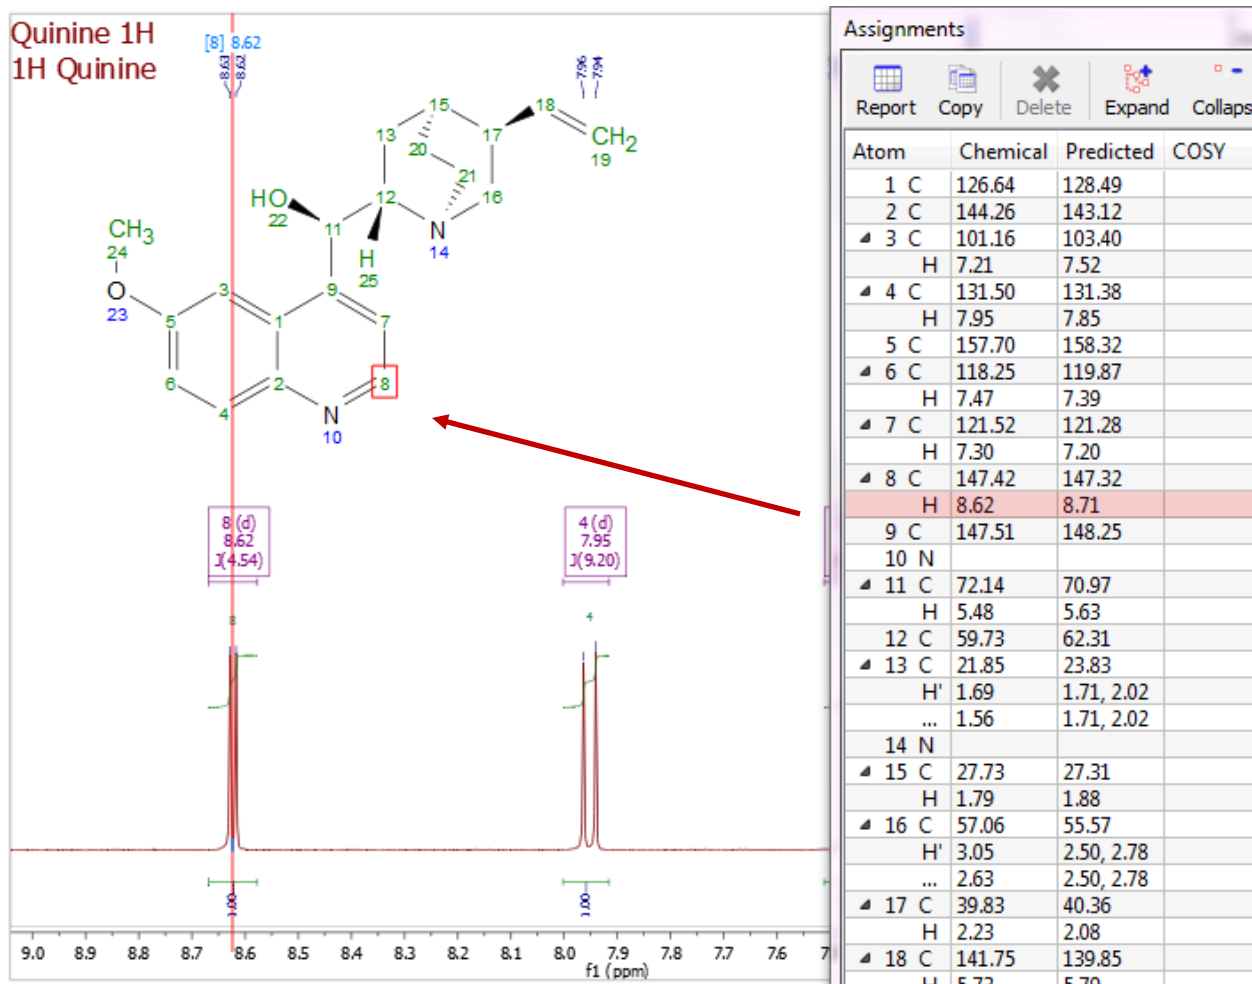 Quinine 1H
1H Quinine
[8] 8.62
8.63
8.62
7.96
7.94
15
18
13
17
CH2
19
20
21
HO
22
12
16
11
N
14
CH3
24
H
25
O
23
3
9
5
1
7
6
2
8
4
N
10
8 (d)
8.62
J(4.54)
4 (d)
7.95
J(9.20)
8
4
1.00
1.00
9.0 8.9 8.8 8.7 8.6 8.5 8.4 8.3 8.2 8.1 8.0 7.9 7.8 7.7 7.6
f1 (ppm)
Assignments
Report Copy Delete Expand Collaps
Atom Chemical Predicted COSY
1 C 126.64 128.49
2 C 144.26 143.12
3 C 101.16 103.40
H 7.21 7.52
4 C 131.50 131.38
H 7.95 7.85
5 C 157.70 158.32
6 C 118.25 119.87
H 7.47 7.39
7 C 121.52 121.28
H 7.30 7.20
8 C 147.42 147.32
H 8.62 8.71
9 C 147.51 148.25
10 N
11 C 72.14 70.97
H 5.48 5.63
12 C 59.73 62.31
13 C 21.85 23.83
H' 1.69 1.71, 2.02
... 1.56 1.71, 2.02
14 N
15 C 27.73 27.31
H 1.79 1.88
16 C 57.06 55.57
H' 3.05 2.50, 2.78
... 2.63 2.50, 2.78
17 C 39.83 40.36
H 2.23 2.08
18 C 141.75 139.85
H 5.73 5.79